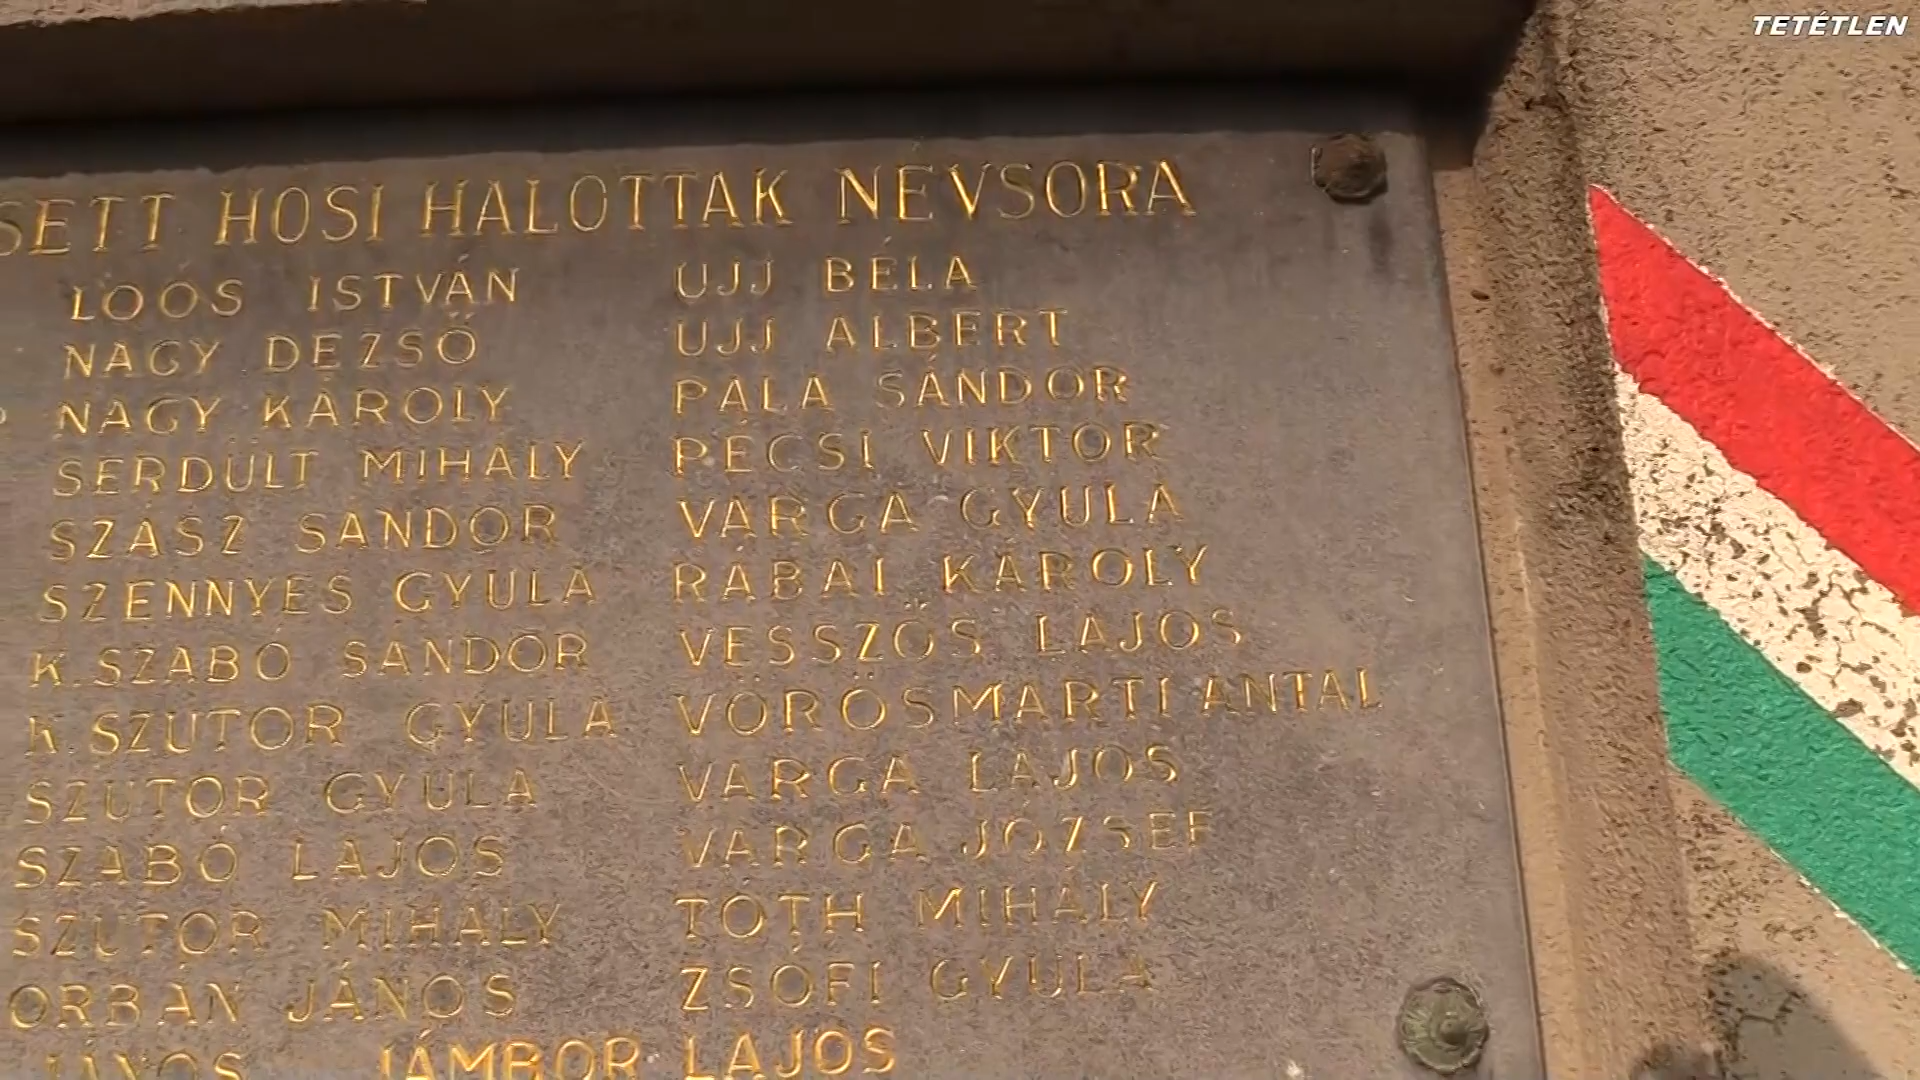 TETÉTLEN
SETT HŐSI HALOTTAK NÉVSORA
LOÓS ISTVÁN
NAGY DEZSŐ
NAGY KÁROLY
SERDÜLT MIHÁLY
SZÁSZ SÁNDOR
SZENNYES GYULA
K.SZABÓ SÁNDOR
K.SZUTOR GYULA
SZUTOR GYULA
SZABÓ LAJOS
SZUTOR MIHÁLY
ORBÁN JÁNOS
UJJ BÉLA
UJJ ALBERT
PALA SÁNDOR
PÉCSI VIKTOR
VARGA GYULA
RÁBAI KÁROLY
VESSZŐS LAJOS
VÖRÖSMARTI ANTAL
VARGA LAJOS
VARGA JÓZSEF
TÓTH MIHÁLY
ZSÓFI GYULA
JÁNOS JÁMBOR LAJOS